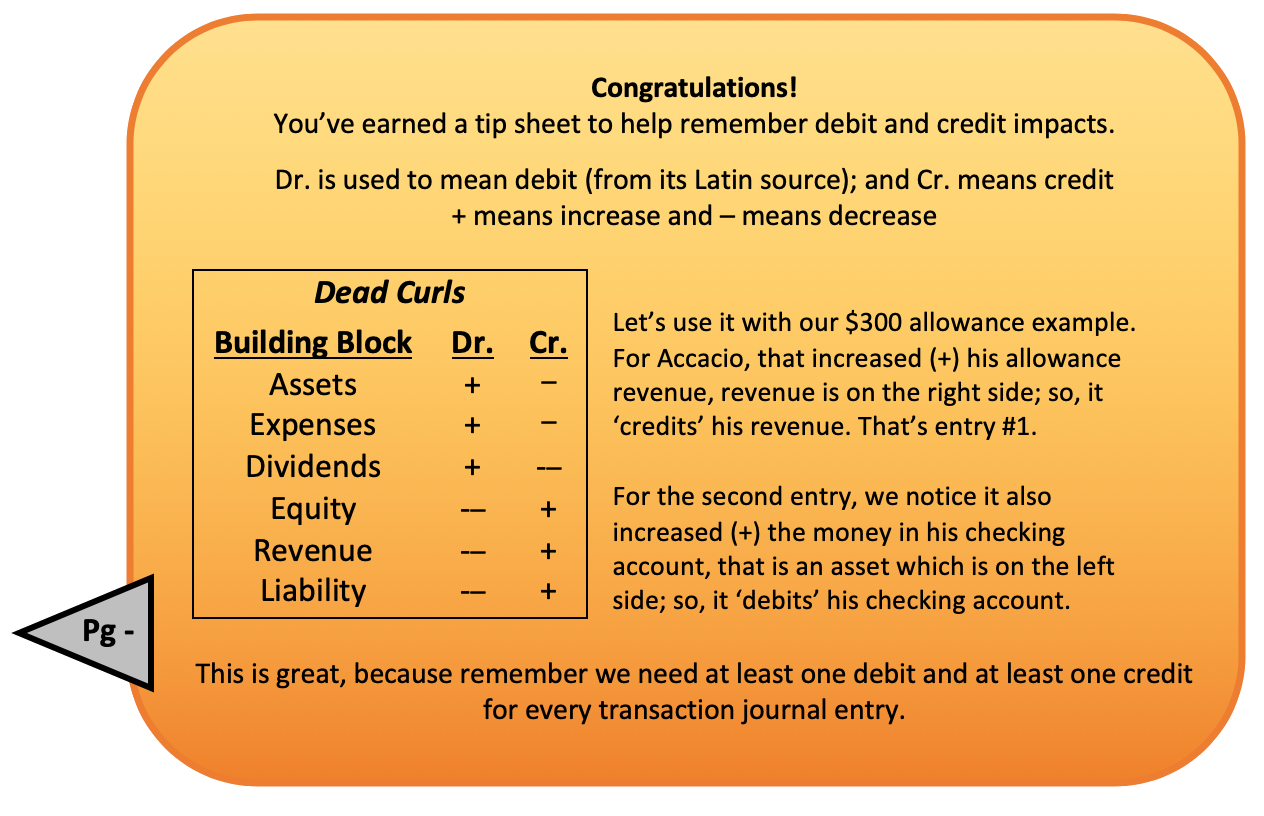 Congratulations!
You’ve earned a tip sheet to help remember debit and credit impacts.
Dr. is used to mean debit (from its Latin source); and Cr. means credit
+ means increase and – means decrease
Dead Curls
Building Block Dr. Cr.
Assets + –
Expenses + –
Dividends + -–
Equity -– +
Revenue -– +
Liability -– +
Let’s use it with our $300 allowance example.
For Accacio, that increased (+) his allowance
revenue, revenue is on the right side; so, it
‘credits’ his revenue. That’s entry #1.
For the second entry, we notice it also
increased (+) the money in his checking
account, that is an asset which is on the left
side; so, it ‘debits’ his checking account.
Pg -
This is great, because remember we need at least one debit and at least one credit
for every transaction journal entry.